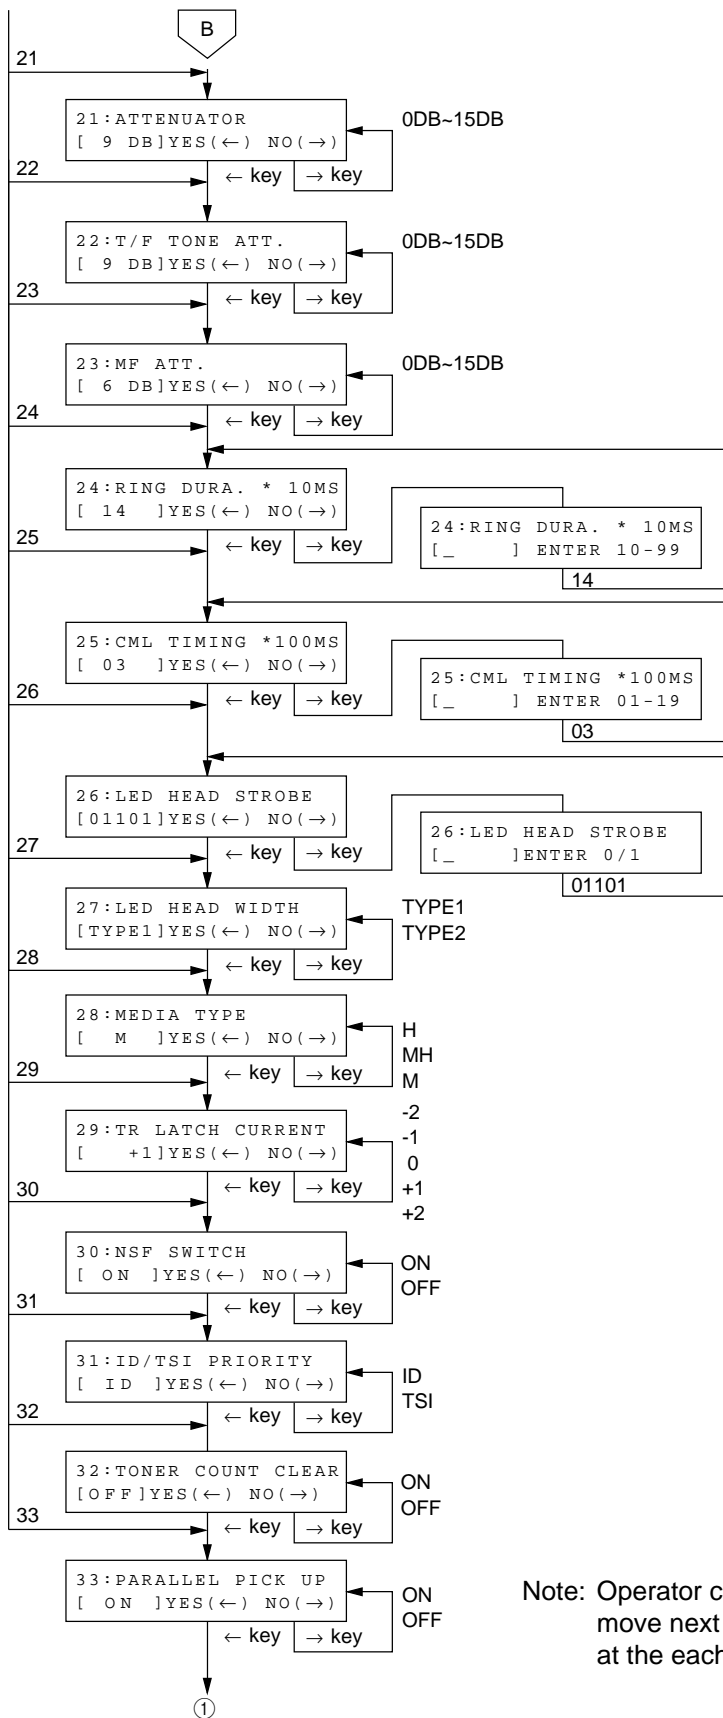 B
21
21:ATTENUATOR
[ 9 DB]YES(←) NO(→)
0DB~15DB
← key → key
22
22:T/F TONE ATT.
[ 9 DB]YES(←) NO(→)
0DB~15DB
← key → key
23
23:MF ATT.
[ 6 DB]YES(←) NO(→)
0DB~15DB
← key → key
24
24:RING DURA. * 10MS
[ 14 ]YES(←) NO(→)
← key → key
24:RING DURA. * 10MS
[_ ] ENTER 10-99
14
25
25:CML TIMING *100MS
[ 03 ]YES(←) NO(→)
← key → key
25:CML TIMING *100MS
[_ ] ENTER 01-19
03
26
26:LED HEAD STROBE
[01101]YES(←) NO(→)
← key → key
26:LED HEAD STROBE
[_ ]ENTER 0/1
01101
27
27:LED HEAD WIDTH
[TYPE1]YES(←) NO(→)
TYPE1
TYPE2
← key → key
28
28:MEDIA TYPE
[ M ]YES(←) NO(→)
H
MH
M
← key → key
29
29:TR LATCH CURRENT
[ +1]YES(←) NO(→)
-2
-1
0
+1
+2
← key → key
30
30:NSF SWITCH
[ ON ]YES(←) NO(→)
ON
OFF
← key → key
31
31:ID/TSI PRIORITY
[ ID ]YES(←) NO(→)
ID
TSI
← key → key
32
32:TONER COUNT CLEAR
[OFF]YES(←) NO(→)
ON
OFF
← key → key
33
33:PARALLEL PICK UP
[ ON ]YES(←) NO(→)
ON
OFF
← key → key
①
Note: Operator c
move next
at the each